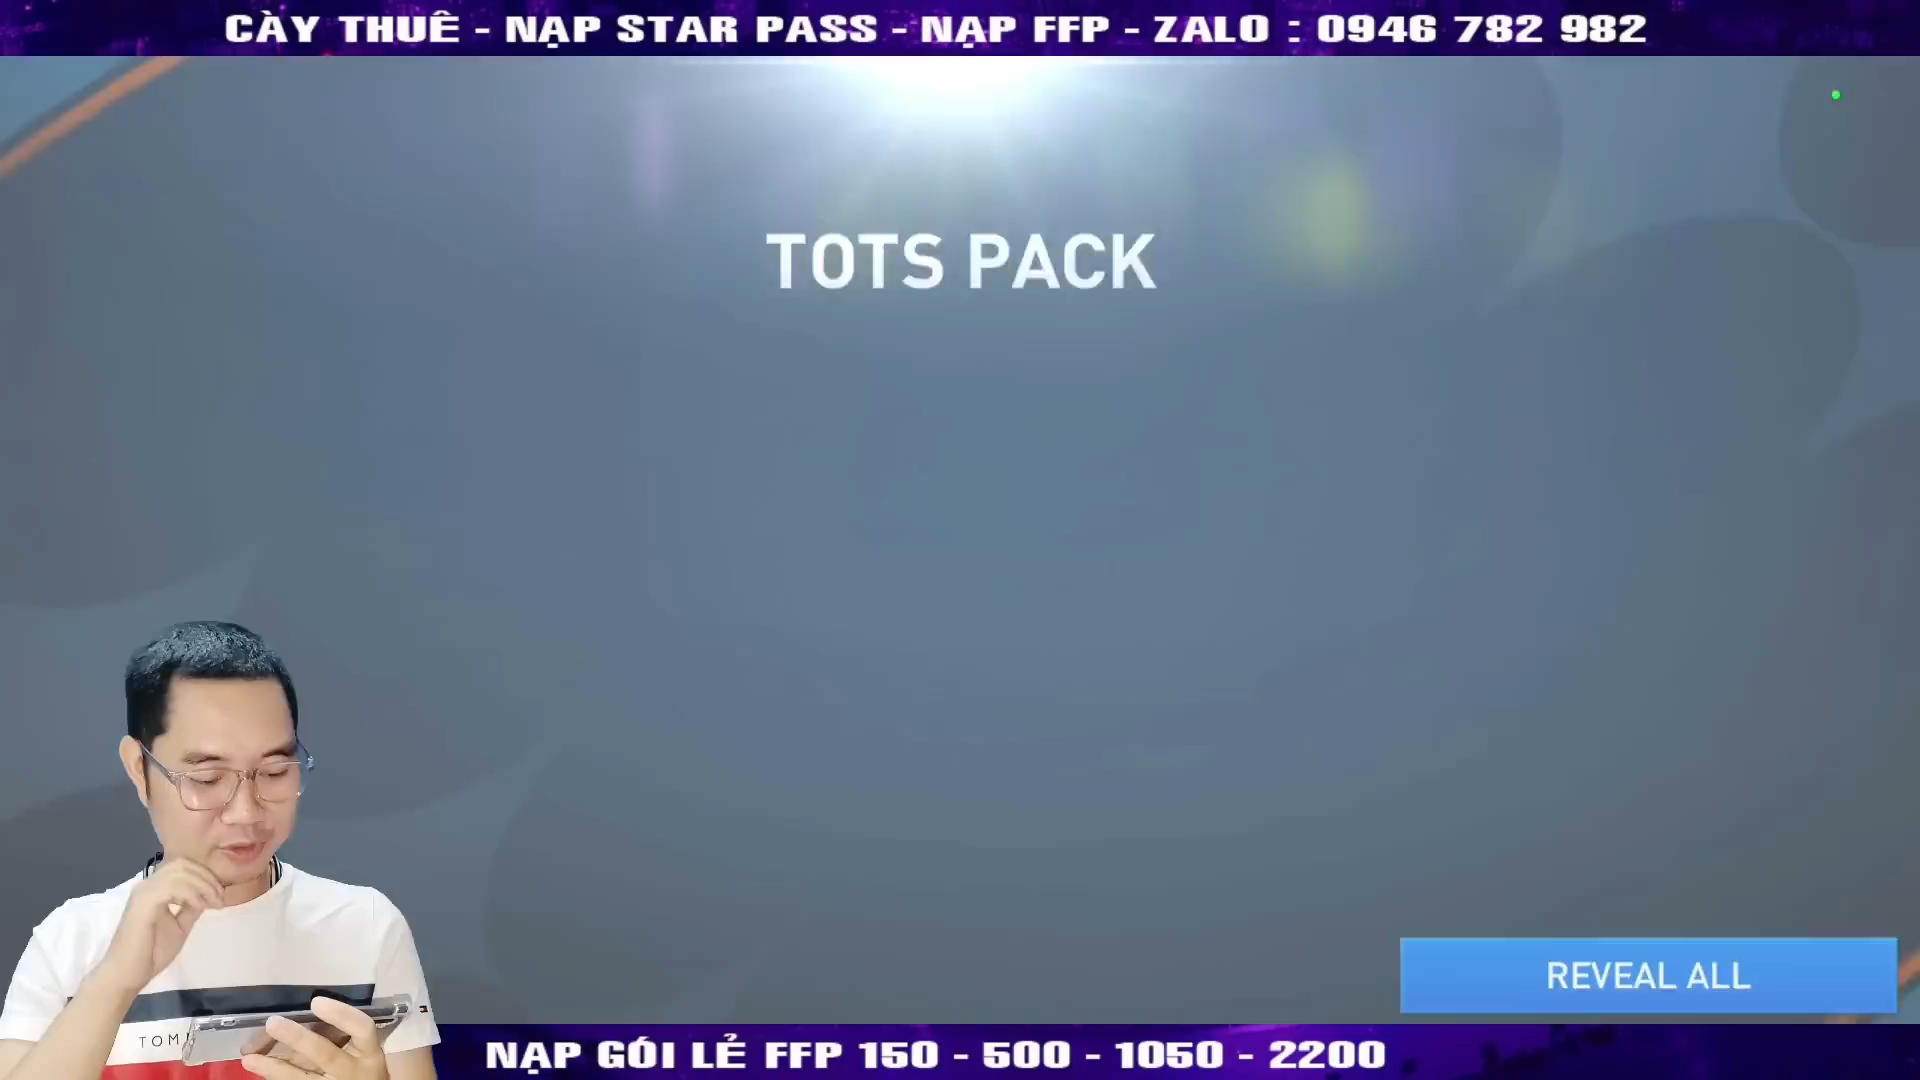 CÀY THUÊ - NẠP STAR PASS - NẠP FFP - ZALO : 0946 782 982
TOTS PACK
REVEAL ALL
TOM
NẠP GÓI LẺ FFP 150 - 500 - 1050 - 2200